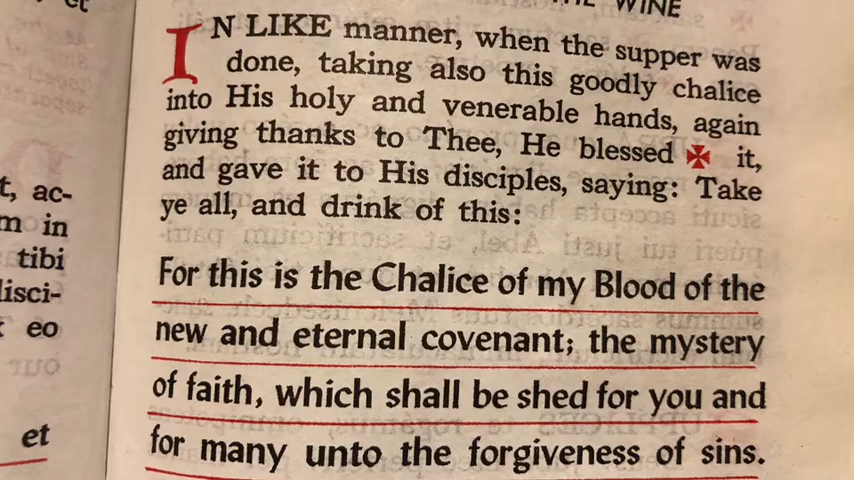 et
t, ac-
m in
tibi
lisci-
eo
et
WINE
IN LIKE manner, when the supper was
done, taking also this goodly chalice
into His holy and venerable hands, again
giving thanks to Thee, He blessed ✠ it,
and gave it to His disciples, saying: Take
ye all, and drink of this:
For this is the Chalice of my Blood of the
new and eternal covenant; the mystery
of faith, which shall be shed for you and
for many unto the forgiveness of sins.